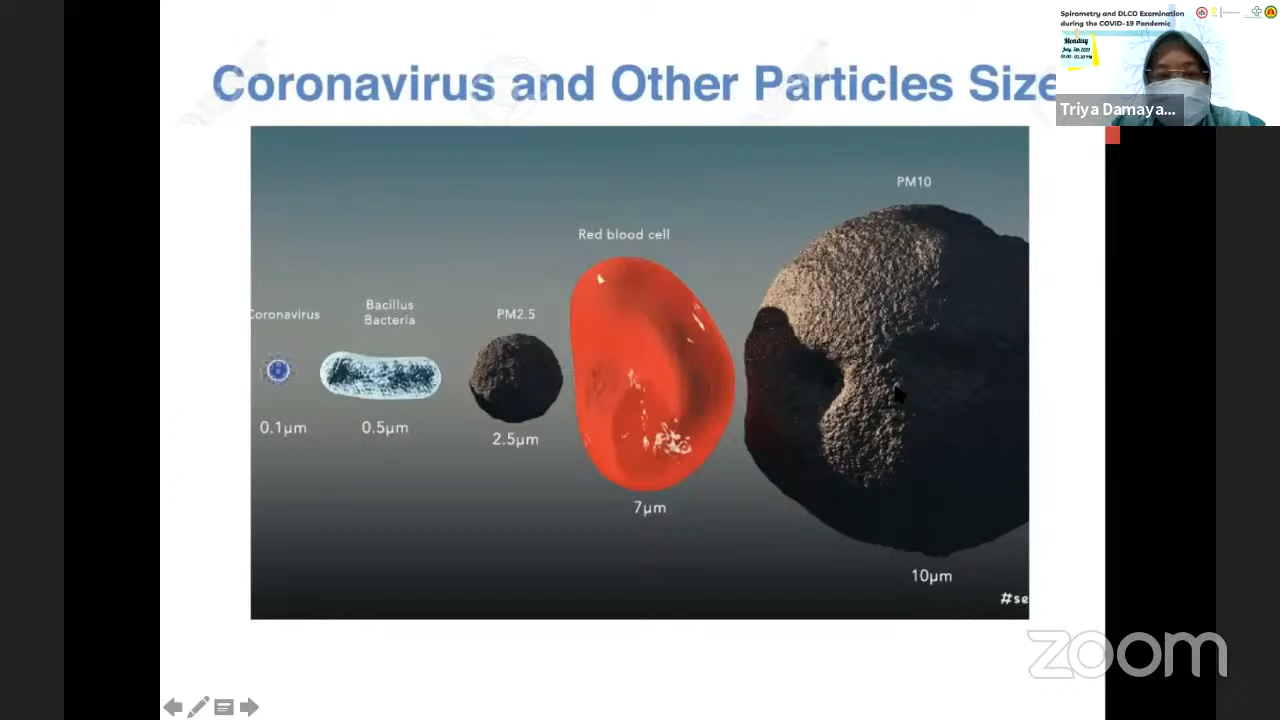 Spirometry and DLCO Examination
during the COVID-19 Pandemic
Monday
Triya Damaya...
Coronavirus and Other Particles Size
PM10
Red blood cell
Coronavirus
Bacillus
Bacteria
PM2.5
0.1µm
0.5µm
2.5µm
7µm
10µm
#se
zoom